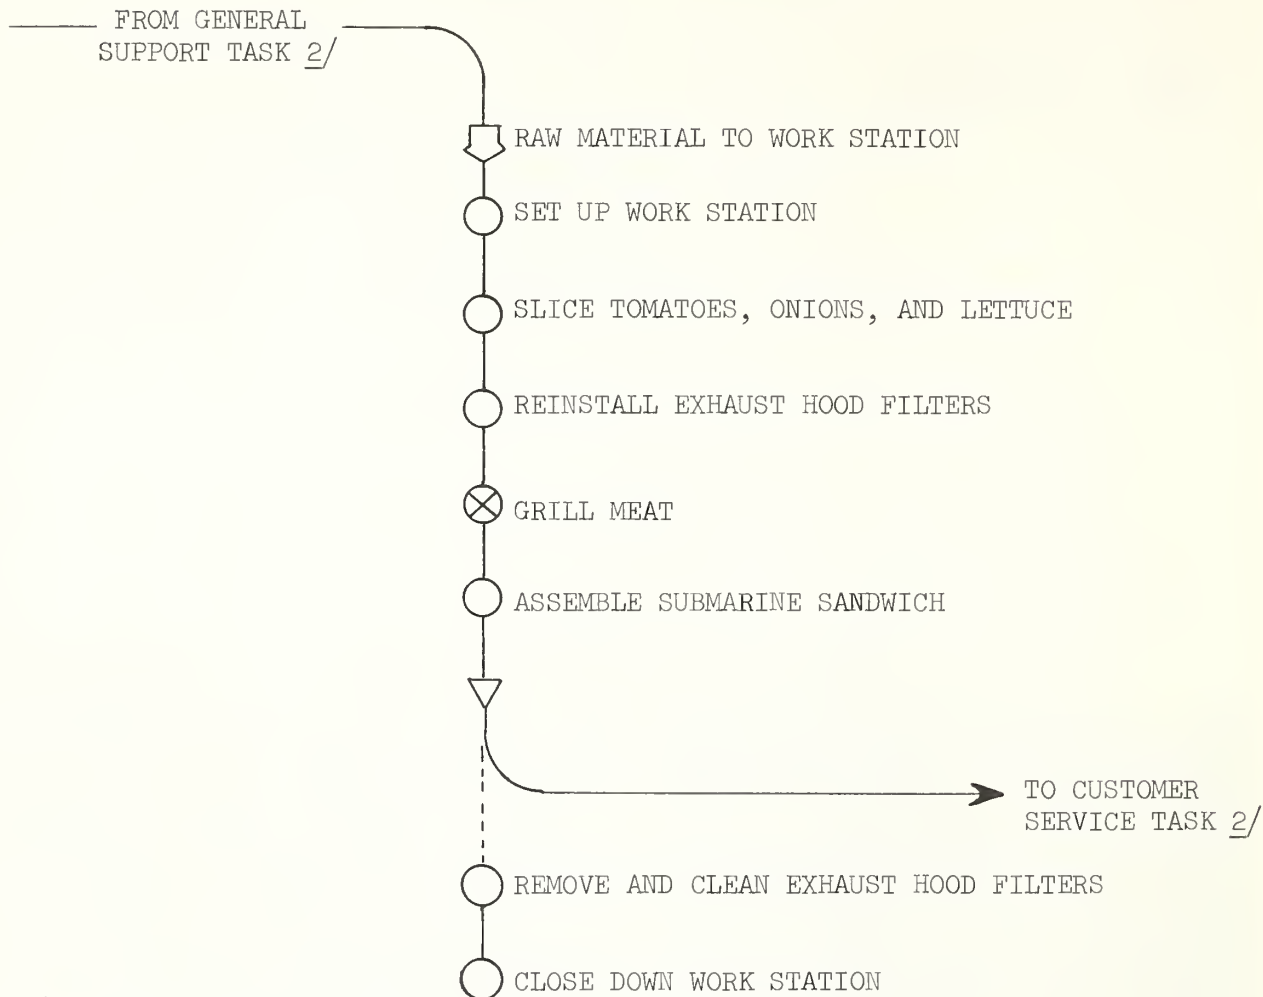 FROM GENERAL
SUPPORT TASK 2/
RAW MATERIAL TO WORK STATION
SET UP WORK STATION
SLICE TOMATOES, ONIONS, AND LETTUCE
REINSTALL EXHAUST HOOD FILTERS
GRILL MEAT
ASSEMBLE SUBMARINE SANDWICH
TO CUSTOMER
SERVICE TASK 2/
REMOVE AND CLEAN EXHAUST HOOD FILTERS
CLOSE DOWN WORK STATION